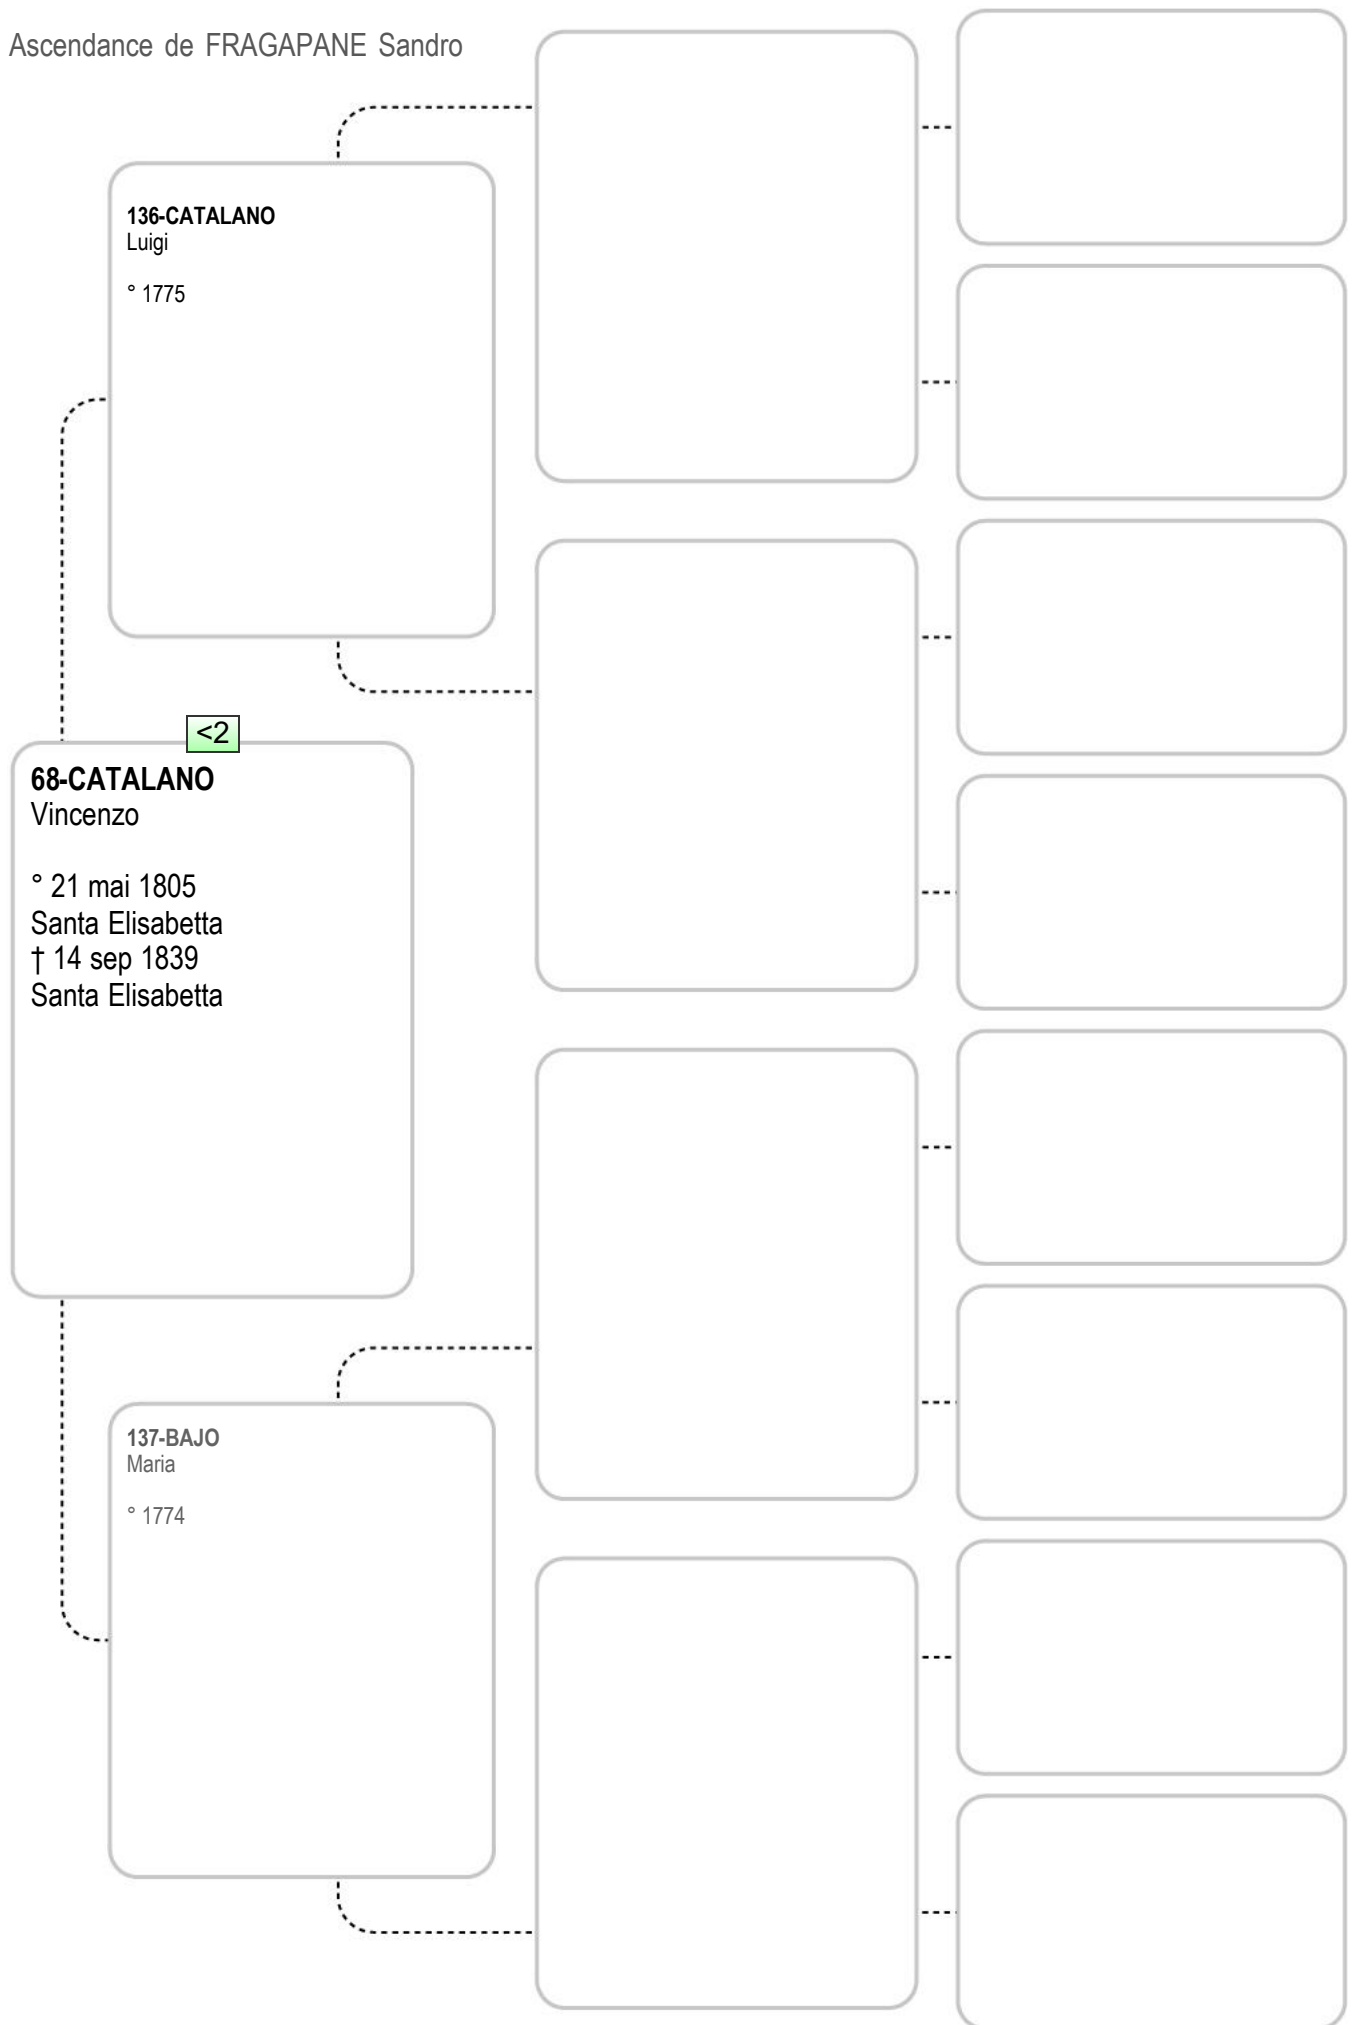 Ascendance de FRAGAPANE Sandro
136-CATALANO
Luigi
° 1775
<2
68-CATALANO
Vincenzo
° 21 mai 1805
Santa Elisabetta
† 14 sep 1839
Santa Elisabetta
137-BAJO
Maria
° 1774